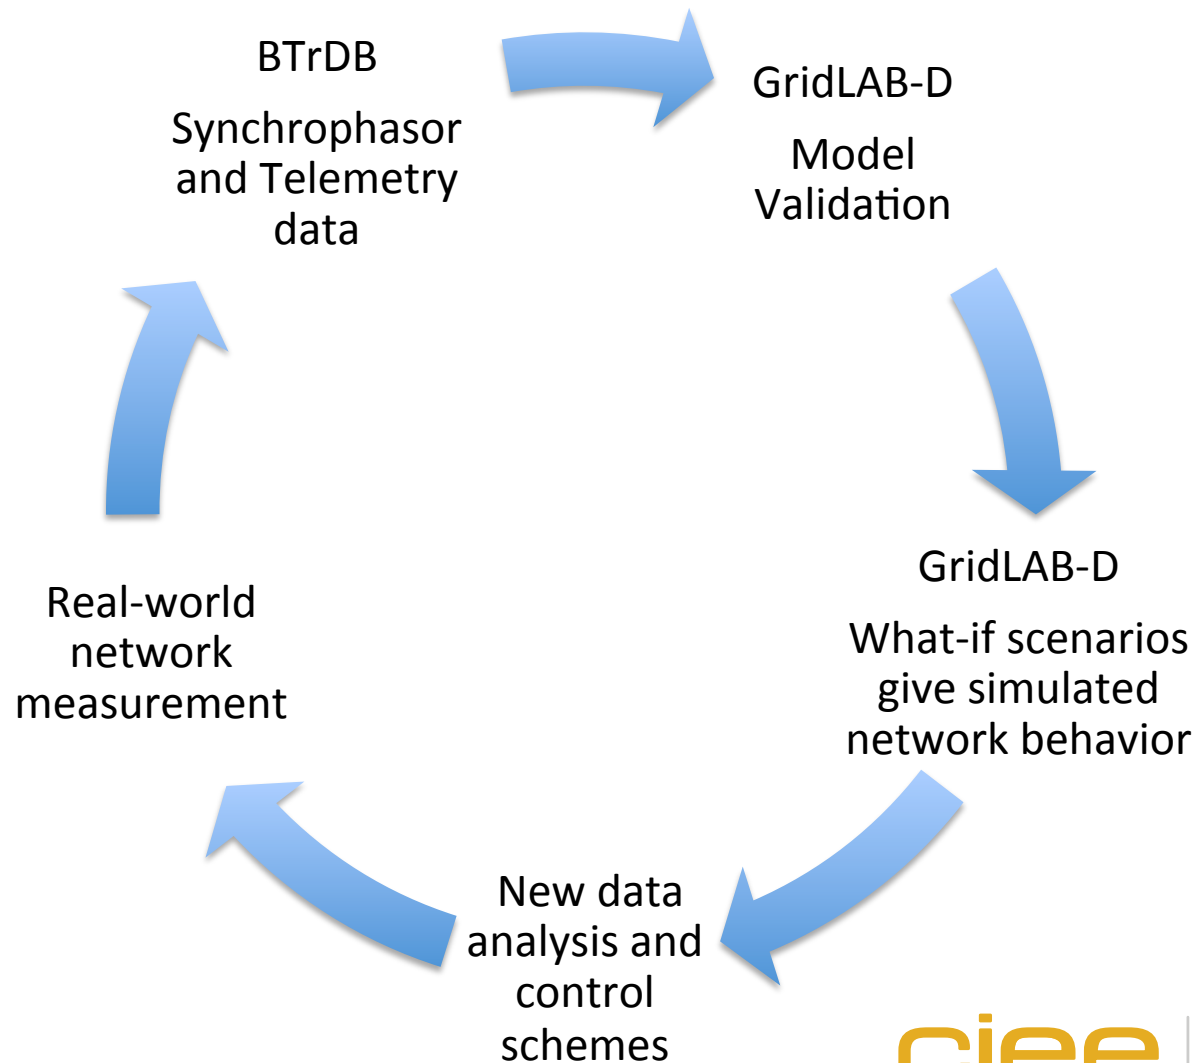 BTrDB
Synchrophasor
and Telemetry
data
GridLAB-D
Model
Validation
GridLAB-D
What-if scenarios
give simulated
network behavior
New data
analysis and
control
schemes
Real-world
network
measurement